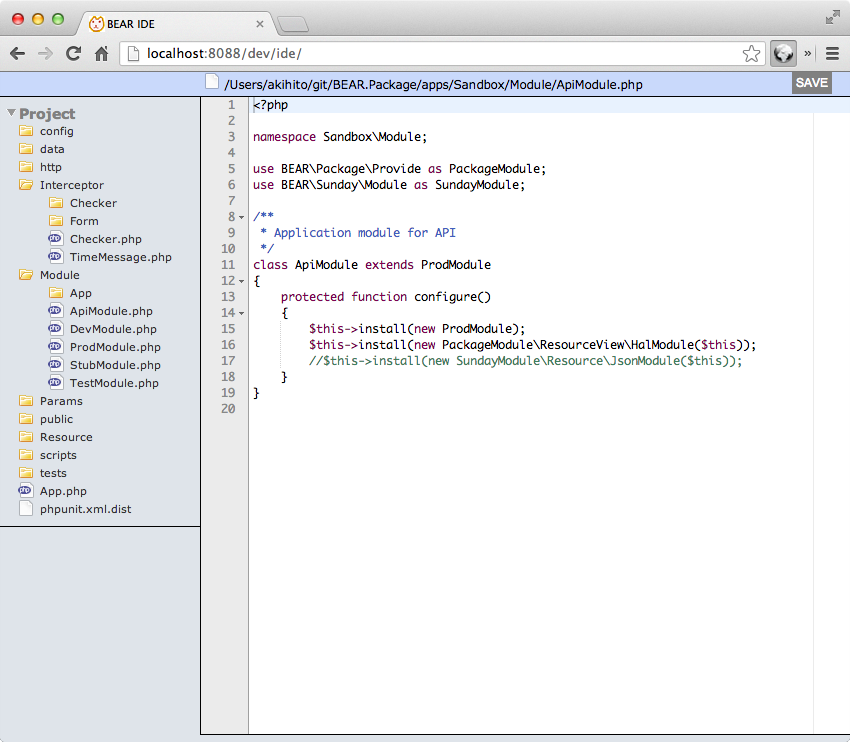 BEAR IDE
localhost:8088/dev/ide/
/Users/akihito/git/BEAR.Package/apps/Sandbox/Module/ApiModule.php
SAVE
Project
config
data
http
Interceptor
Checker
Form
Checker.php
TimeMessage.php
Module
App
ApiModule.php
DevModule.php
ProdModule.php
StubModule.php
TestModule.php
Params
public
Resource
scripts
tests
App.php
phpunit.xml.dist
1 <?php
2
3 namespace Sandbox\Module;
4
5 use BEAR\Package\Provide as PackageModule;
6 use BEAR\Sunday\Module as SundayModule;
7
8 /**
9  * Application module for API
10  */
11 class ApiModule extends ProdModule
12 {
13     protected function configure()
14     {
15         $this->install(new ProdModule);
16         $this->install(new PackageModule\ResourceView\HalModule($this));
17         //$this->install(new SundayModule\Resource\JsonModule($this));
18     }
19 }
20